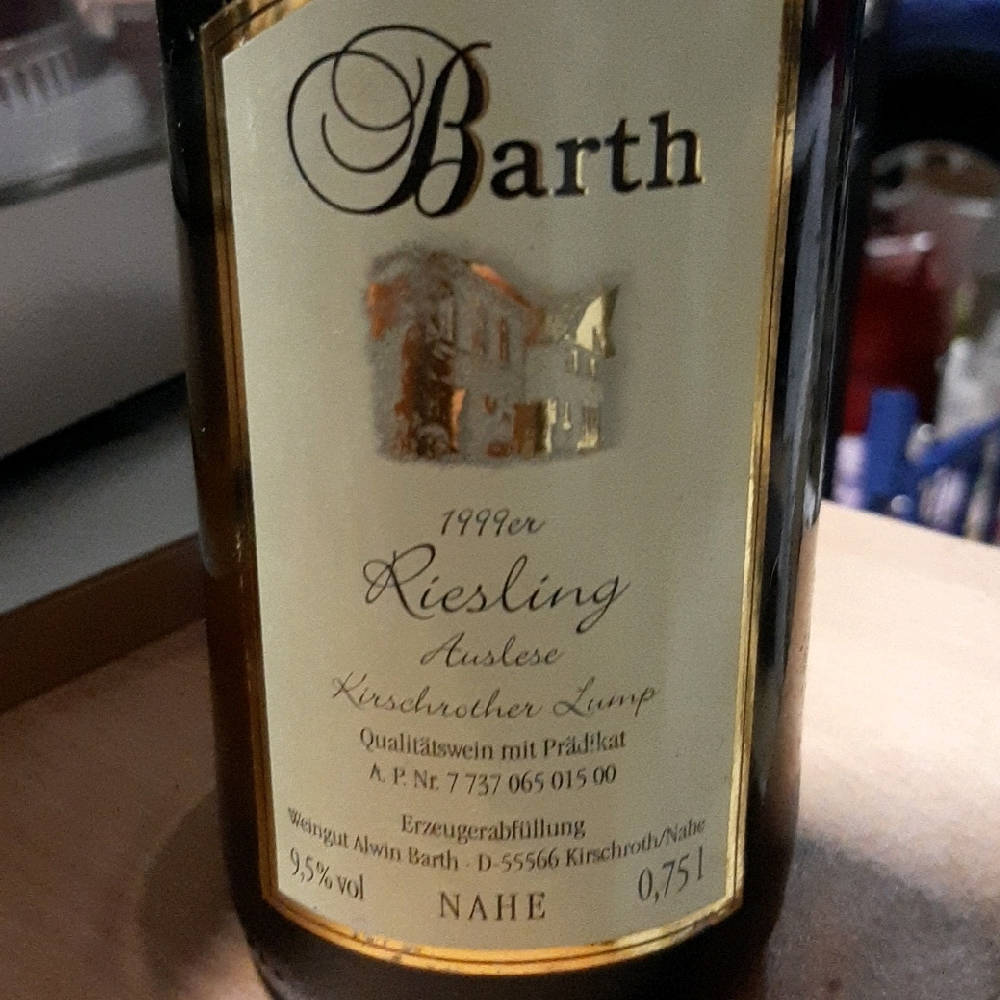 Barth
1999er
Riesling
Auslese
Kirschrother Lump
Qualitätswein mit Prädikat
A. P. Nr. 7 737 065 015 00
Erzeugerabfüllung
Weingut Alwin Barth · D-55566 Kirschroth/Nahe
9,5% vol
NAHE
0,75 l